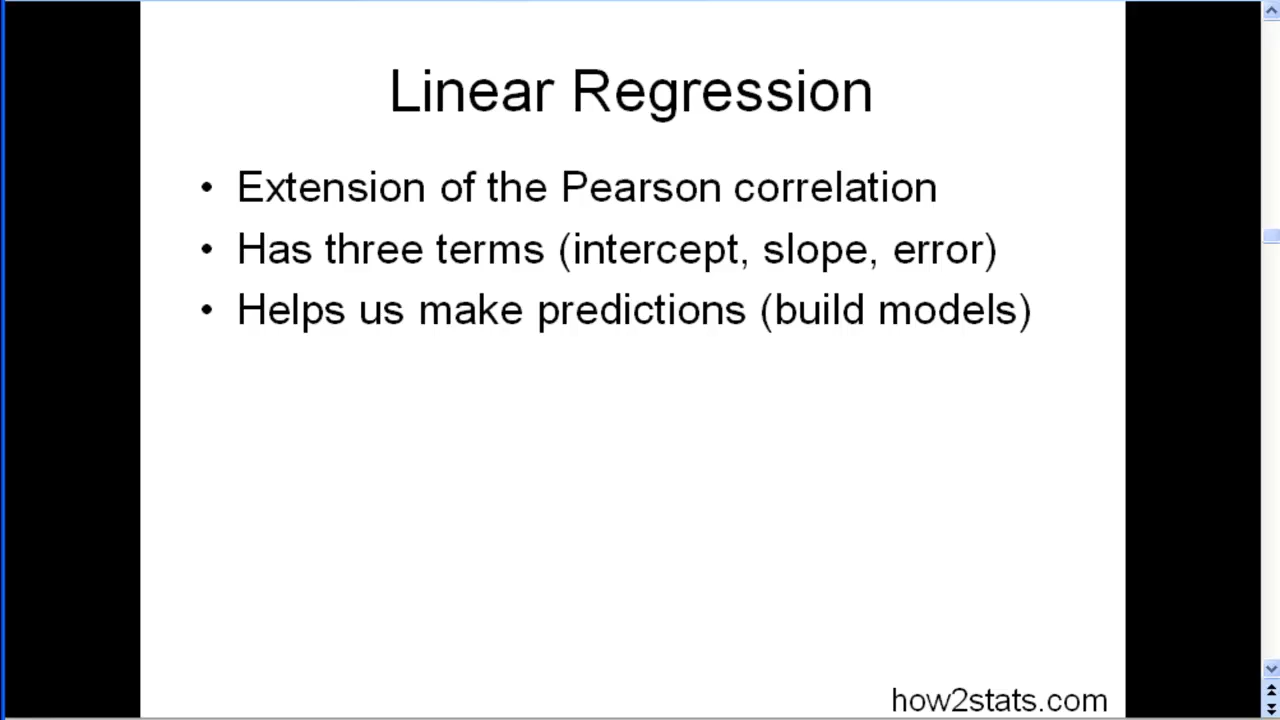 Linear Regression
• Extension of the Pearson correlation
• Has three terms (intercept, slope, error)
• Helps us make predictions (build models)
how2stats.com